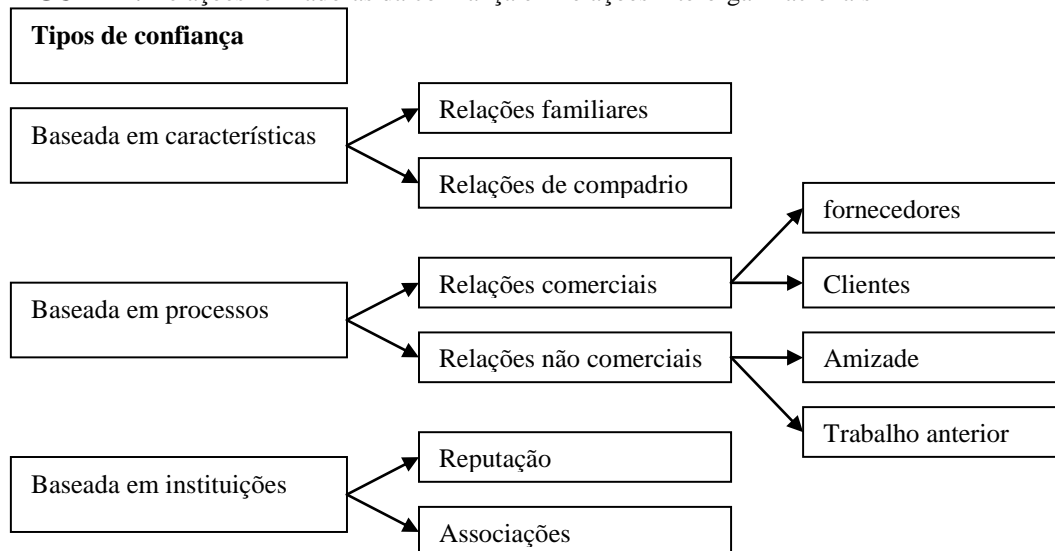 Tipos de confiança
Baseada em características
Relações familiares
Relações de compadrio
Baseada em processos
Relações comerciais
fornecedores
Clientes
Relações não comerciais
Amizade
Trabalho anterior
Baseada em instituições
Reputação
Associações